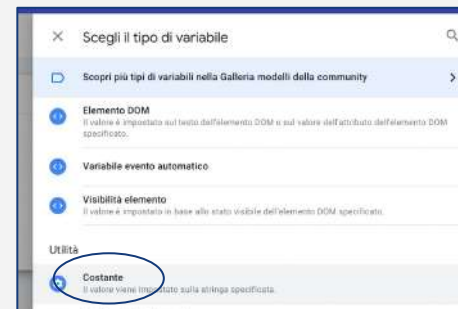 Scegli il tipo di variabile
Scopri più tipi di variabili nella Galleria modelli della community
Elemento DOM
Il valore è impostato sul testo dell'elemento DOM o sul valore dell'attributo dell'elemento DOM
specificato.
Variabile evento automatico
Visibilità elemento
Il valore è impostato in base allo stato visibile dell'elemento DOM specificato.
Utilità
Costante
Il valore viene impostato sulla stringa specificata.